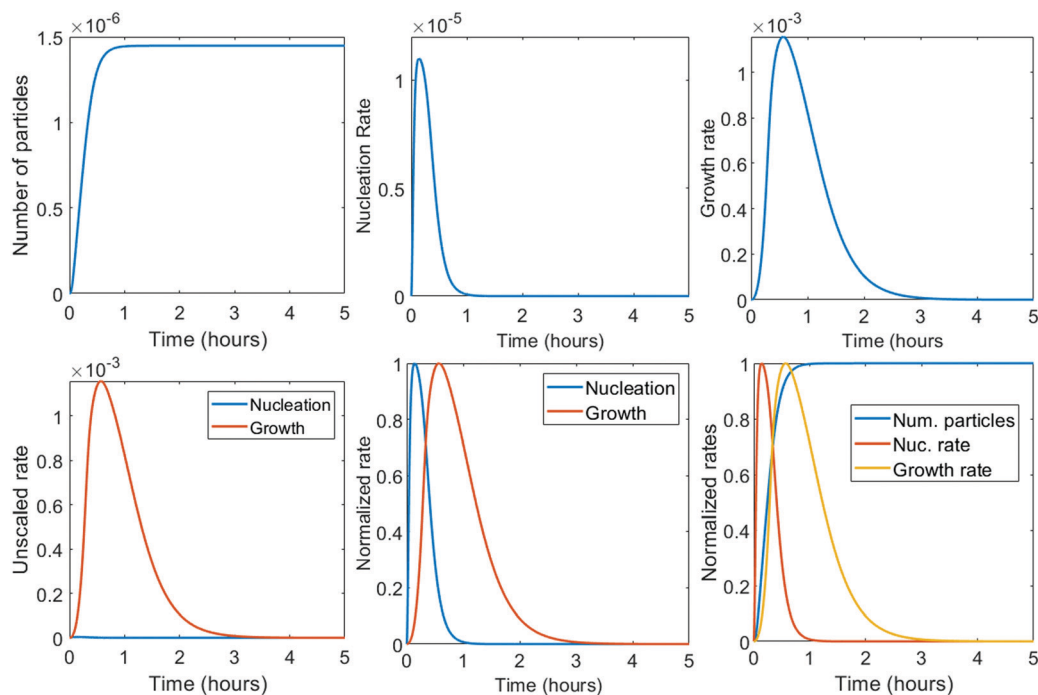 ×10⁻⁶
1.5
1
0.5
0
Number of particles
0 1 2 3 4 5
Time (hours)
×10⁻⁵
1
0.5
0
Nucleation Rate
0 1 2 3 4 5
Time (hours)
×10⁻³
1
0.8
0.6
0.4
0.2
0
Growth rate
0 1 2 3 4 5
Time (hours
×10⁻³
1
0.8
0.6
0.4
0.2
0
Unscaled rate
Nucleation
Growth
0 1 2 3 4 5
Time (hours)
1
0.8
0.6
0.4
0.2
0
Normalized rate
Nucleation
Growth
0 1 2 3 4 5
Time (hours)
1
0.8
0.6
0.4
0.2
0
Normalized rates
Num. particles
Nuc. rate
Growth rate
0 1 2 3 4 5
Time (hours)